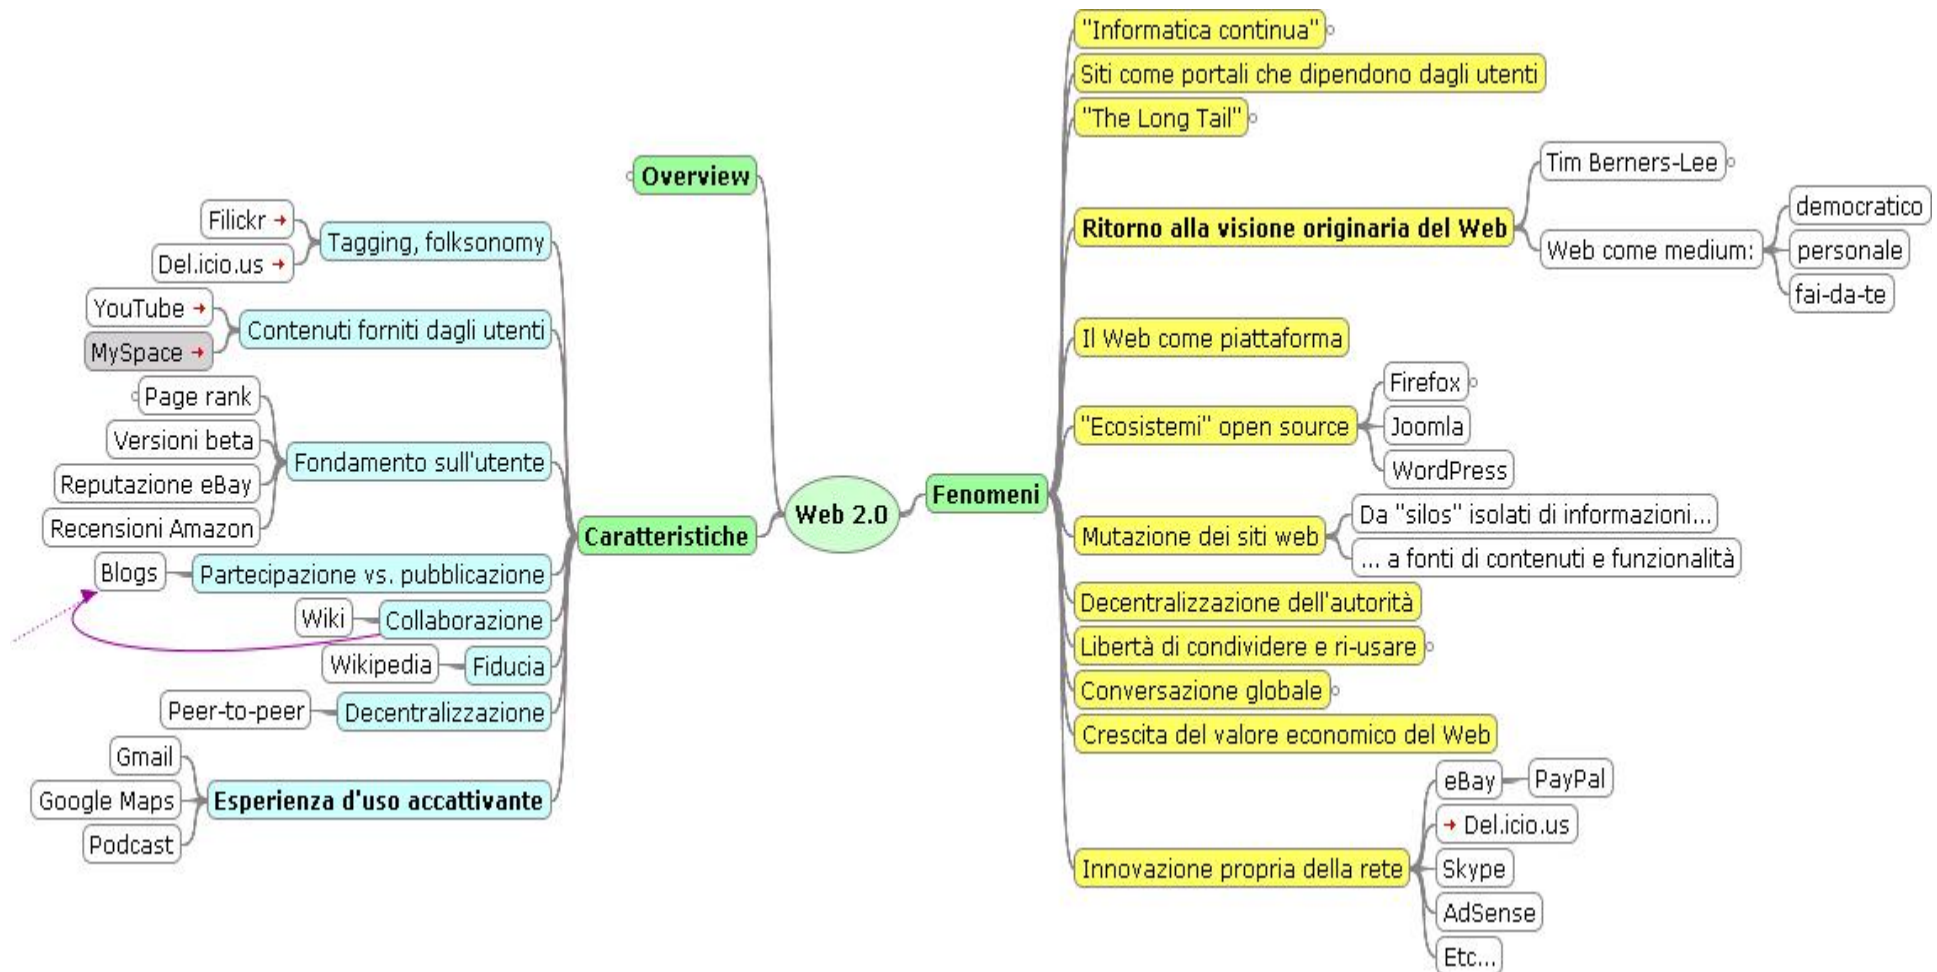 Web 2.0
Overview
Caratteristiche
Tagging, folksonomy
Filickr
Del.icio.us
Contenuti forniti dagli utenti
YouTube
MySpace
Fondamento sull'utente
Page rank
Versioni beta
Reputazione eBay
Recensioni Amazon
Partecipazione vs. pubblicazione
Blogs
Collaborazione
Wiki
Fiducia
Wikipedia
Decentralizzazione
Peer-to-peer
Esperienza d'uso accattivante
Gmail
Google Maps
Podcast
Fenomeni
"Informatica continua"
Siti come portali che dipendono dagli utenti
"The Long Tail"
Ritorno alla visione originaria del Web
Tim Berners-Lee
Web come medium:
democratico
personale
fai-da-te
Il Web come piattaforma
"Ecosistemi" open source
Firefox
Joomla
WordPress
Mutazione dei siti web
Da "silos" isolati di informazioni...
... a fonti di contenuti e funzionalità
Decentralizzazione dell'autorità
Libertà di condividere e ri-usare
Conversazione globale
Crescita del valore economico del Web
Innovazione propria della rete
eBay
PayPal
Del.icio.us
Skype
AdSense
Etc...